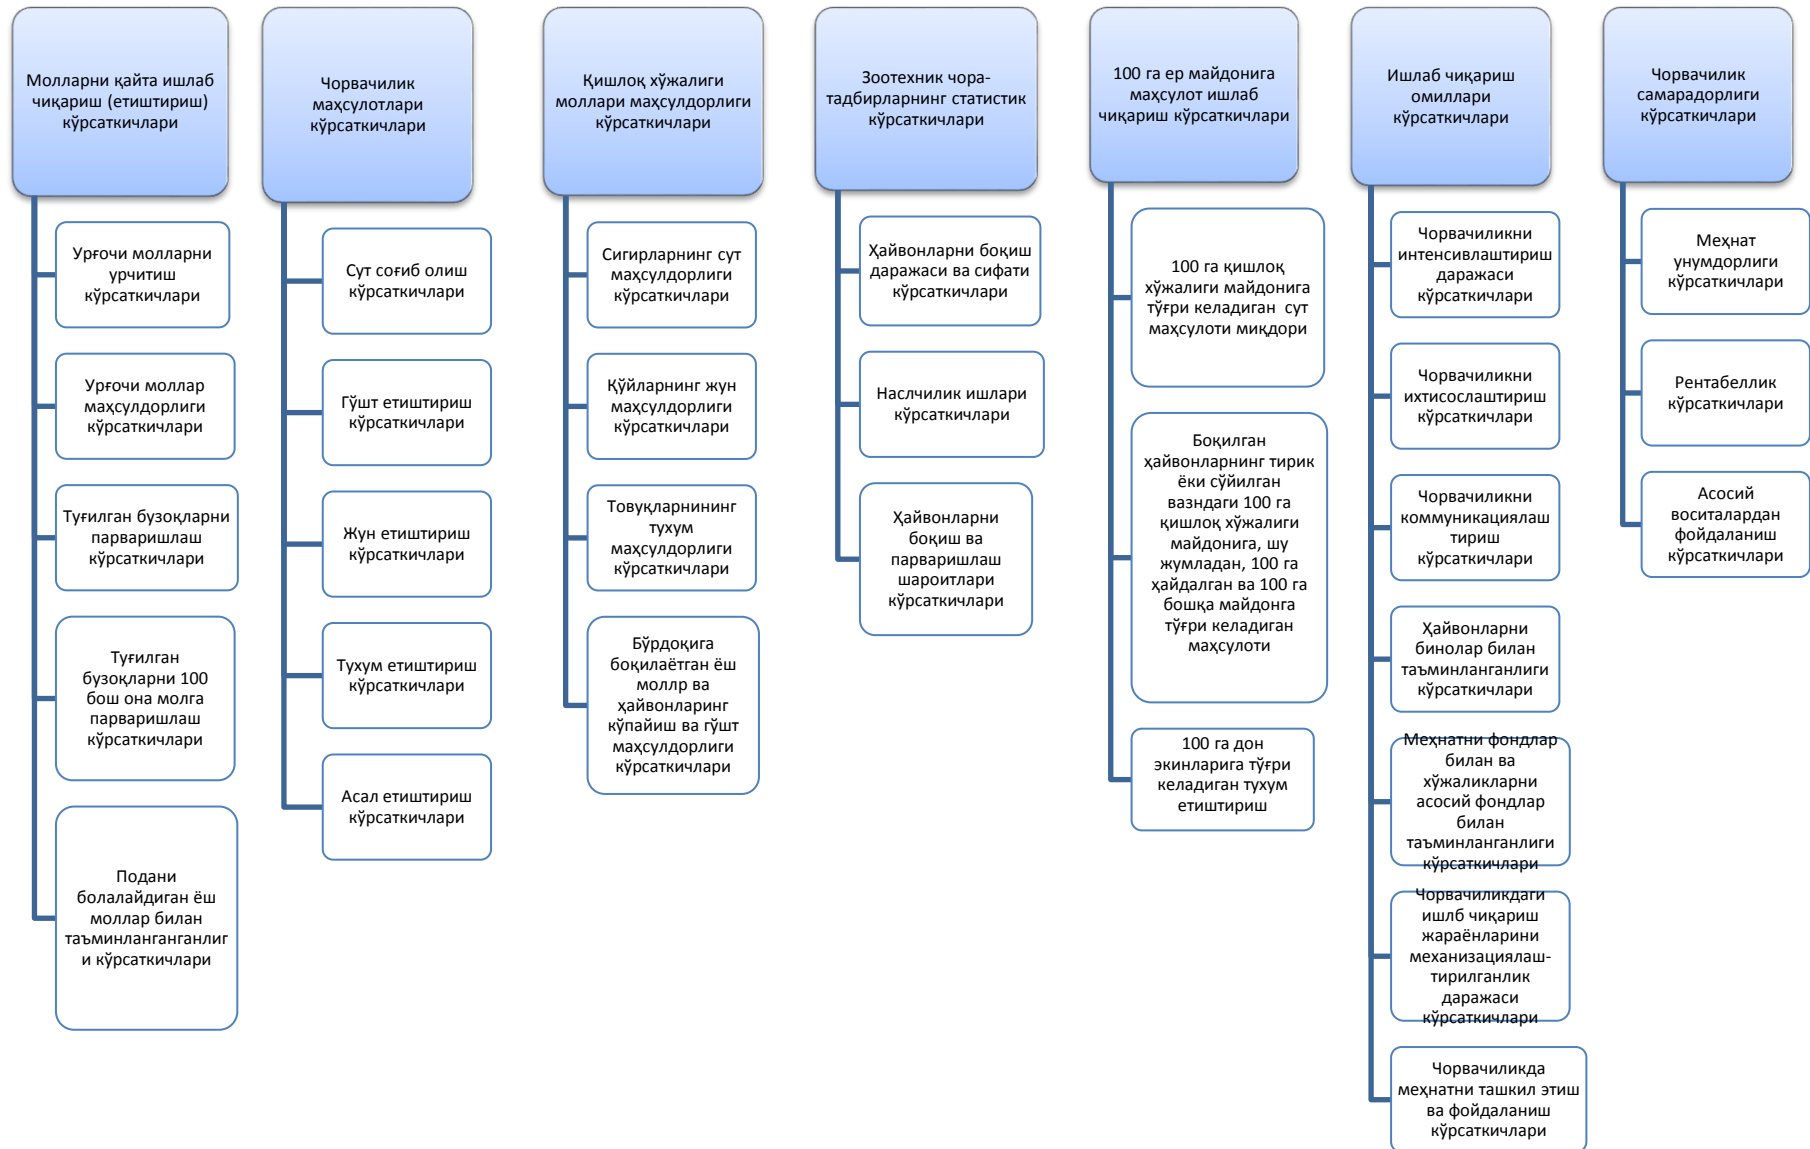 Молларни қайта ишлаб
чиқариш (етиштириш)
кўрсаткичлари
Урғочи молларни
урчитиш
кўрсаткичлари
Урғочи моллар
маҳсулдорлиги
кўрсаткичлари
Туғилган бузоқларни
парваришлаш
кўрсаткичлари
Туғилган
бузоқларни 100
бош она молга
парваришлаш
кўрсаткичлари
Подани
болалайдиган ёш
моллар билан
таъминланганганлиг
и кўрсаткичлари
Чорвачилик
маҳсулотлари
кўрсаткичлари
Сут соғиб олиш
кўрсаткичлари
Гўшт етиштириш
кўрсаткичлари
Жун етиштириш
кўрсаткичлари
Тухум етиштириш
кўрсаткичлари
Асал етиштириш
кўрсаткичлари
Қишлоқ хўжалиги
моллари маҳсулдорлиги
кўрсаткичлари
Сигирларнинг сут
маҳсулдорлиги
кўрсаткичлари
Қўйларнинг жун
маҳсулдорлиги
кўрсаткичлари
Товуқларнининг
тухум
маҳсулдорлиги
кўрсаткичлари
Бўрдоқига
боқилаётган ёш
моллр ва
ҳайвонларинг
кўпайиш ва гўшт
маҳсулдорлиги
кўрсаткичлари
Зоотехник чора-
тадбирларнинг статистик
кўрсаткичлари
Ҳайвонларни боқиш
даражаси ва сифати
кўрсаткичлари
Наслчилик ишлари
кўрсаткичлари
Ҳайвонларни
боқиш ва
парваришлаш
шароитлари
кўрсаткичлари
100 га ер майдонига
маҳсулот ишлаб
чиқариш кўрсаткичлари
100 га қишлоқ
хўжалиги майдонига
тўғри келадиган сут
маҳсулоти миқдори
Боқилган
ҳайвонларнинг тирик
ёки сўйилган
вазндаги 100 га
қишлоқ хўжалиги
майдонига, шу
жумладан, 100 га
ҳайдалган ва 100 га
бошқа майдонга
тўғри келадиган
маҳсулоти
100 га дон
экинларига тўғри
келадиган тухум
етиштириш
Ишлаб чиқариш
омиллари
кўрсаткичлари
Чорвачиликни
интенсивлаштириш
даражаси
кўрсаткичлари
Чорвачиликни
ихтисослаштириш
кўрсаткичлари
Чорвачиликни
коммуникациялаш
тириш
кўрсаткичлари
Ҳайвонларни
бинолар билан
таъминланганлиги
кўрсаткичлари
Меҳнатни фондлар
билан ва
хўжаликларни
асосий фондлар
билан
таъминланганлиги
кўрсаткичлари
Чорвачиликдаги
ишлб чиқариш
жараёнларини
механизациялаш-
тирилганлик
даражаси
кўрсаткичлари
Чорвачиликда
меҳнатни ташкил этиш
ва фойдаланиш
кўрсаткичлари
Чорвачилик
самарадорлиги
кўрсаткичлари
Меҳнат
унумдорлиги
кўрсаткичлари
Рентабеллик
кўрсаткичлари
Асосий
воситалардан
фойдаланиш
кўрсаткичлари